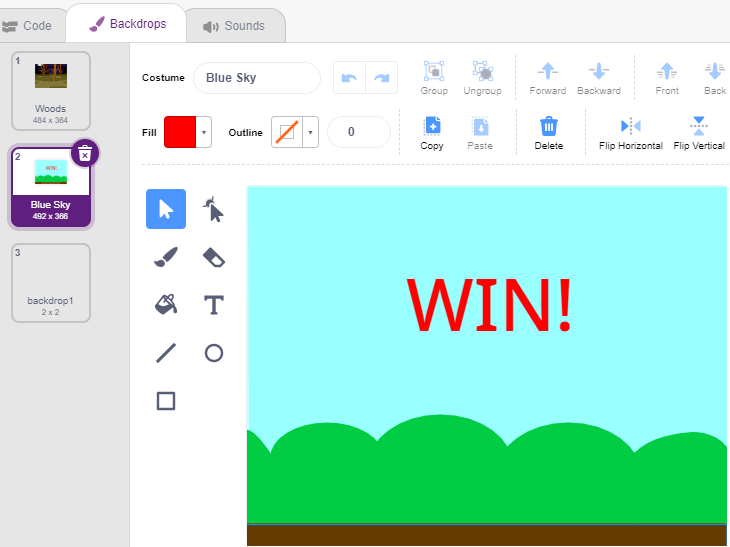 Code
Backdrops
Sounds
1
Woods
484 x 364
2
WIN!
Blue Sky
492 x 366
3
backdrop1
2 x 2
Costume
Blue Sky
Group
Ungroup
Forward
Backward
Front
Back
Fill
Outline
0
Copy
Paste
Delete
Flip Horizontal
Flip Vertical
T
WIN!